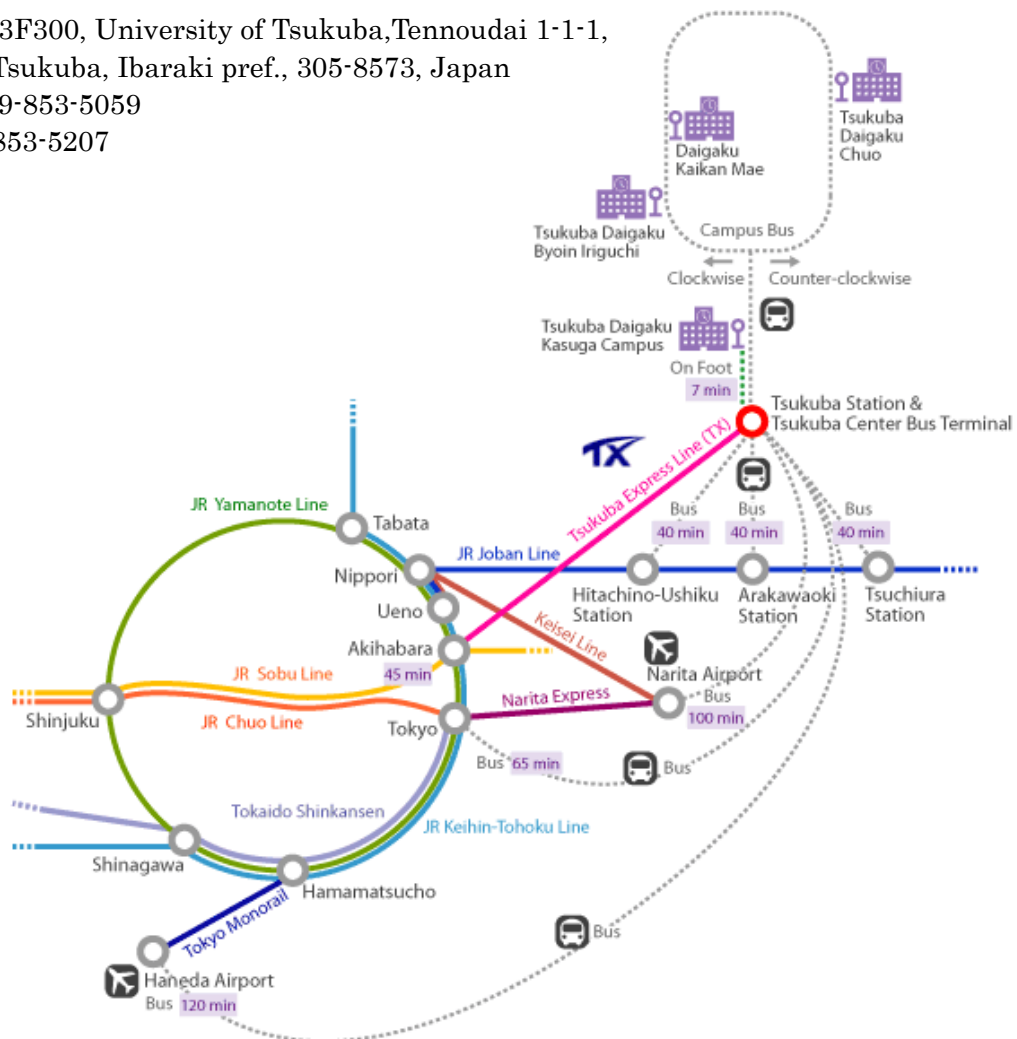 3F300, University of Tsukuba,Tennoudai 1-1-1,
Tsukuba, Ibaraki pref., 305-8573, Japan
9-853-5059
853-5207
Tsukuba
Daigaku
Chuo
Daigaku
Kaikan Mae
Tsukuba Daigaku
Byoin Iriguchi
Campus Bus
Clockwise
Counter-clockwise
Tsukuba Daigaku
Kasuga Campus
On Foot
7 min
Tsukuba Station &
Tsukuba Center Bus Terminal
TX
Tsukuba Express Line (TX)
JR Yamanote Line
Tabata
Bus
40 min
Bus
40 min
Bus
40 min
JR Joban Line
Nippori
Hitachino-Ushiku
Station
Arakawaoki
Station
Tsuchiura
Station
Ueno
Keisei Line
Akihabara
45 min
JR Sobu Line
Narita Airport
Bus
100 min
Narita Express
Shinjuku
JR Chuo Line
Tokyo
Bus 65 min
Bus
Tokaido Shinkansen
JR Keihin-Tohoku Line
Shinagawa
Hamamatsucho
Tokyo Monorail
Bus
Haneda Airport
Bus 120 min